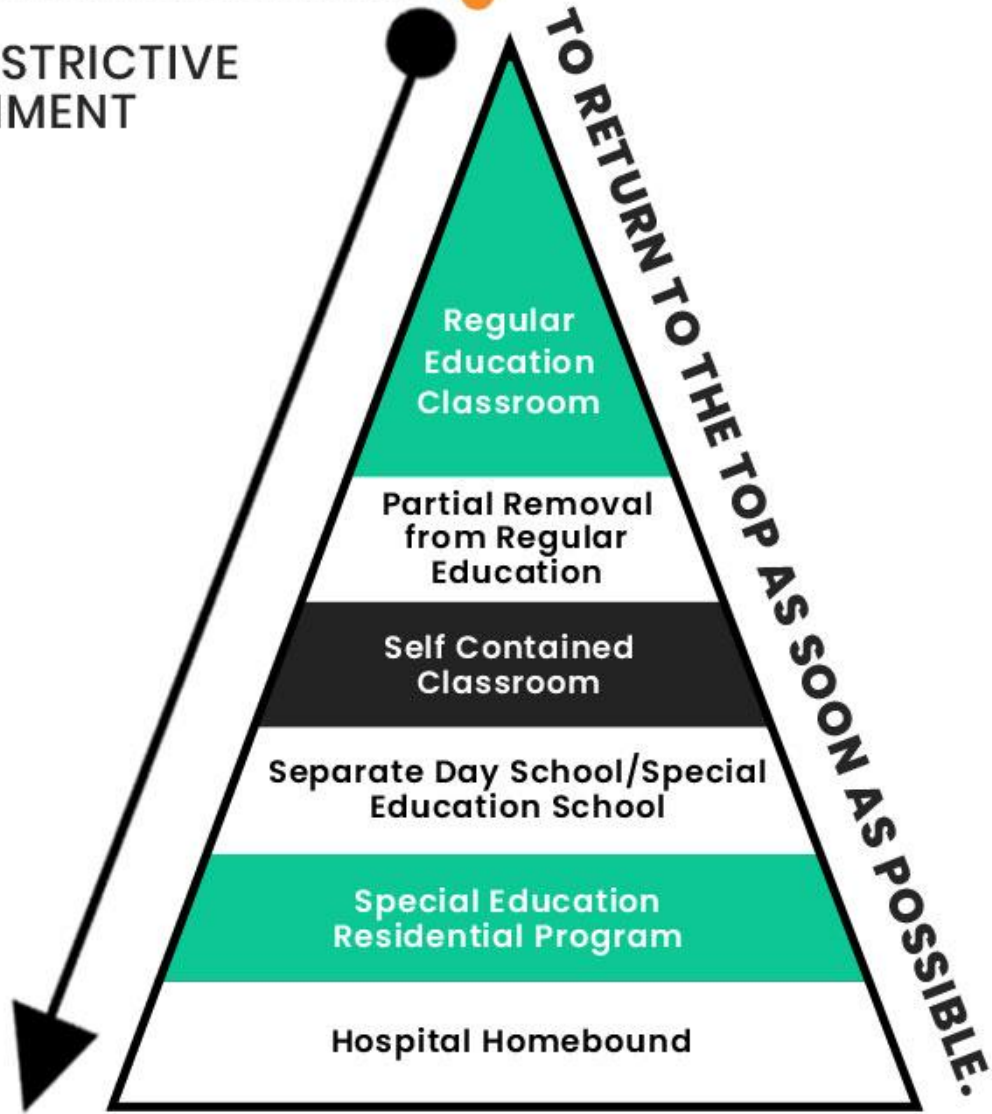 STRICTIVE
MENT
TO RETURN TO THE TOP AS SOON AS POSSIBLE.
Regular
Education
Classroom
Partial Removal
from Regular
Education
Self Contained
Classroom
Separate Day School/Special
Education School
Special Education
Residential Program
Hospital Homebound